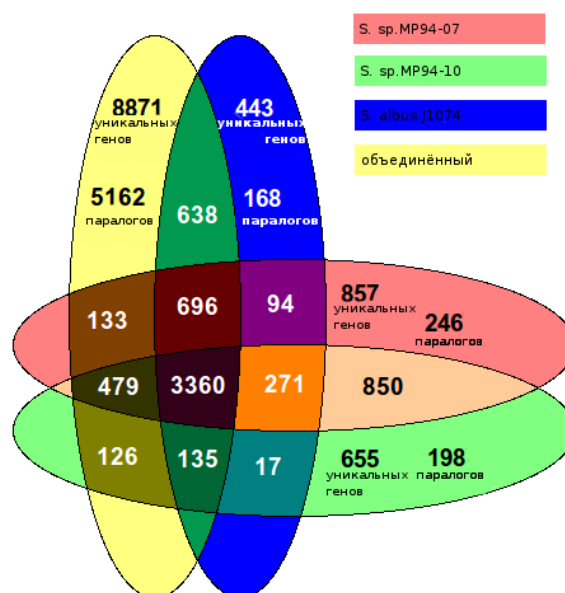 S. sp.MP94-07
S. sp.MP94-10
S. albus J1074
объединённый
8871
уникальных
генов
443
уникальных
генов
5162
паралогов
638
168
паралогов
133
696
94
857
уникальных
генов
246
паралогов
479
3360
271
850
126
135
17
655
уникальных
генов
198
паралогов